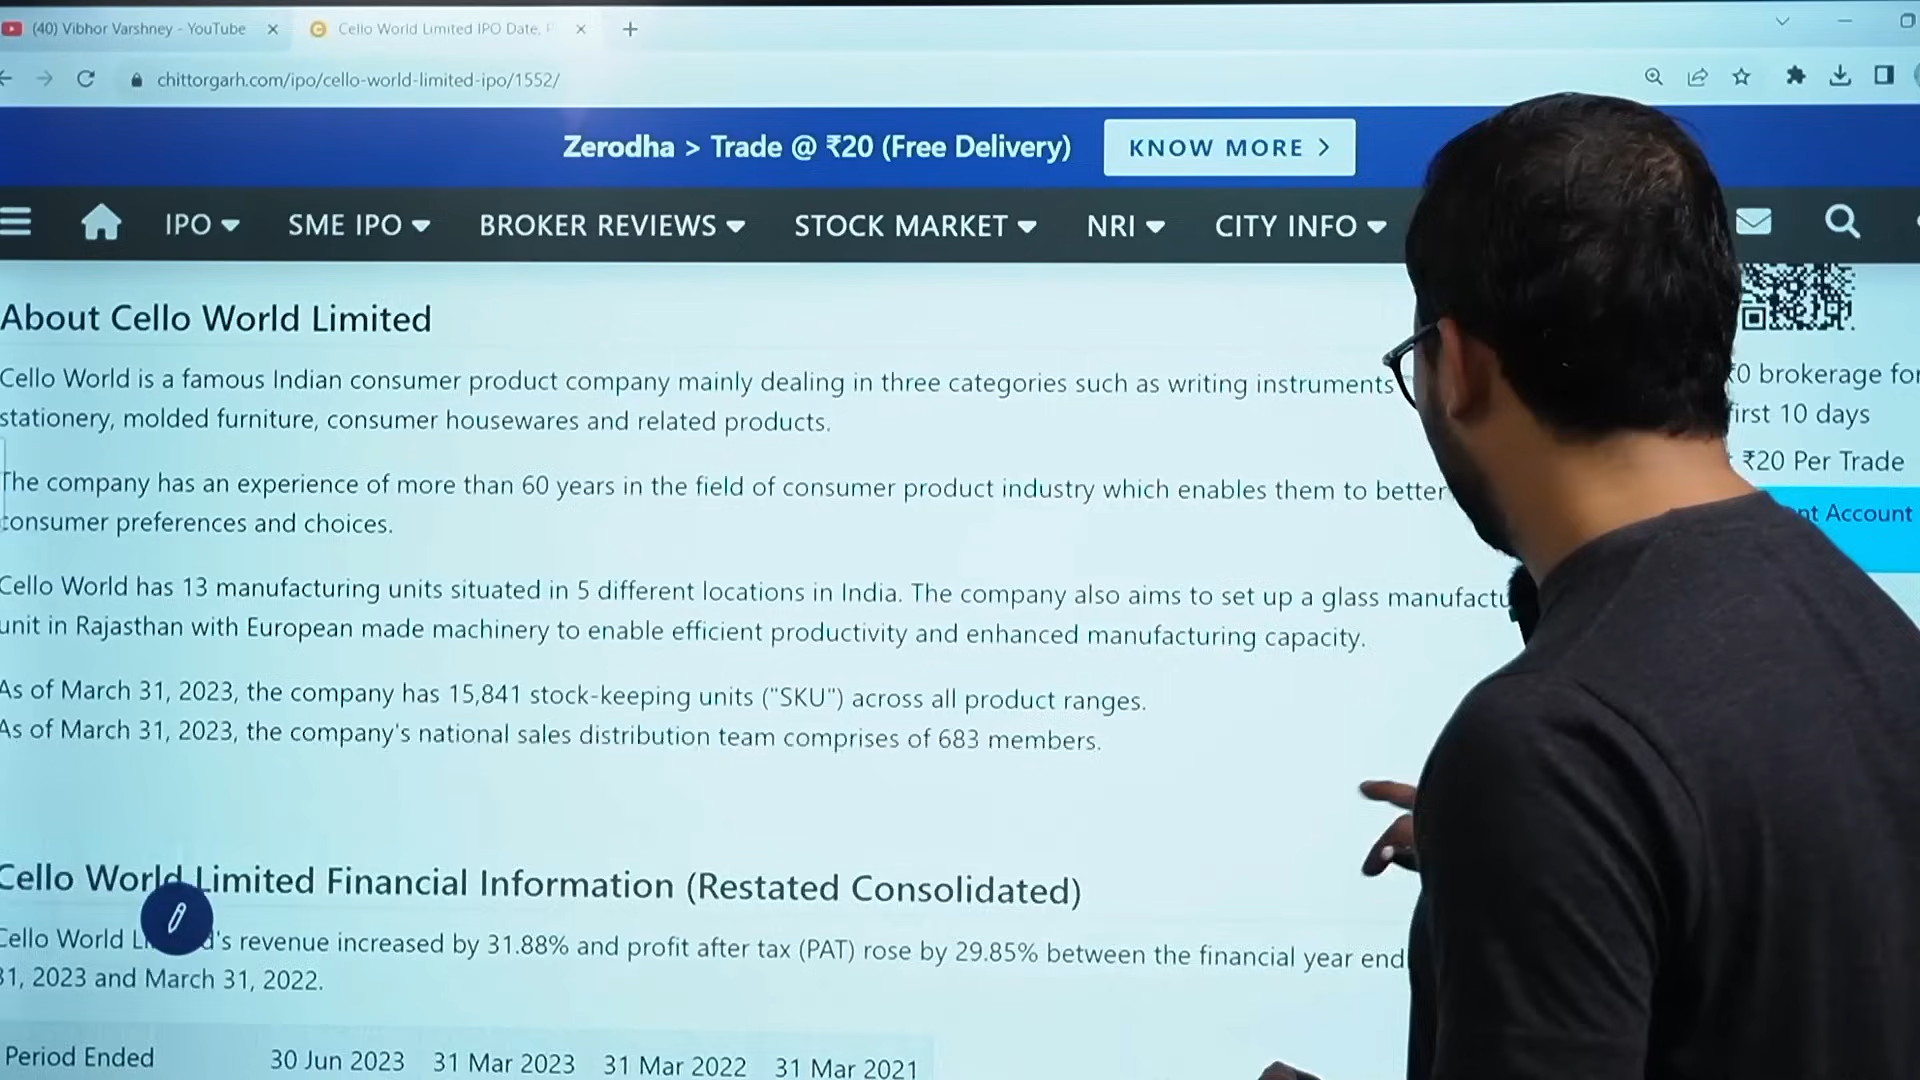 (40) Vibhor Varshney - YouTube
Cello World Limited IPO Date,
chittorgarh.com/ipo/cello-world-limited-ipo/1552/
Zerodha > Trade @ ₹20 (Free Delivery)
KNOW MORE >
IPO
SME IPO
BROKER REVIEWS
STOCK MARKET
NRI
CITY INFO
About Cello World Limited
Cello World is a famous Indian consumer product company mainly dealing in three categories such as writing instruments
stationery, molded furniture, consumer housewares and related products.
The company has an experience of more than 60 years in the field of consumer product industry which enables them to better
consumer preferences and choices.
Cello World has 13 manufacturing units situated in 5 different locations in India. The company also aims to set up a glass manufactu
unit in Rajasthan with European made machinery to enable efficient productivity and enhanced manufacturing capacity.
As of March 31, 2023, the company has 15,841 stock-keeping units ("SKU") across all product ranges.
As of March 31, 2023, the company's national sales distribution team comprises of 683 members.
₹0 brokerage for
first 10 days
₹20 Per Trade
nt Account
Cello World Limited Financial Information (Restated Consolidated)
Cello World L 's revenue increased by 31.88% and profit after tax (PAT) rose by 29.85% between the financial year end
31, 2023 and March 31, 2022.
Period Ended 30 Jun 2023 31 Mar 2023 31 Mar 2022 31 Mar 2021